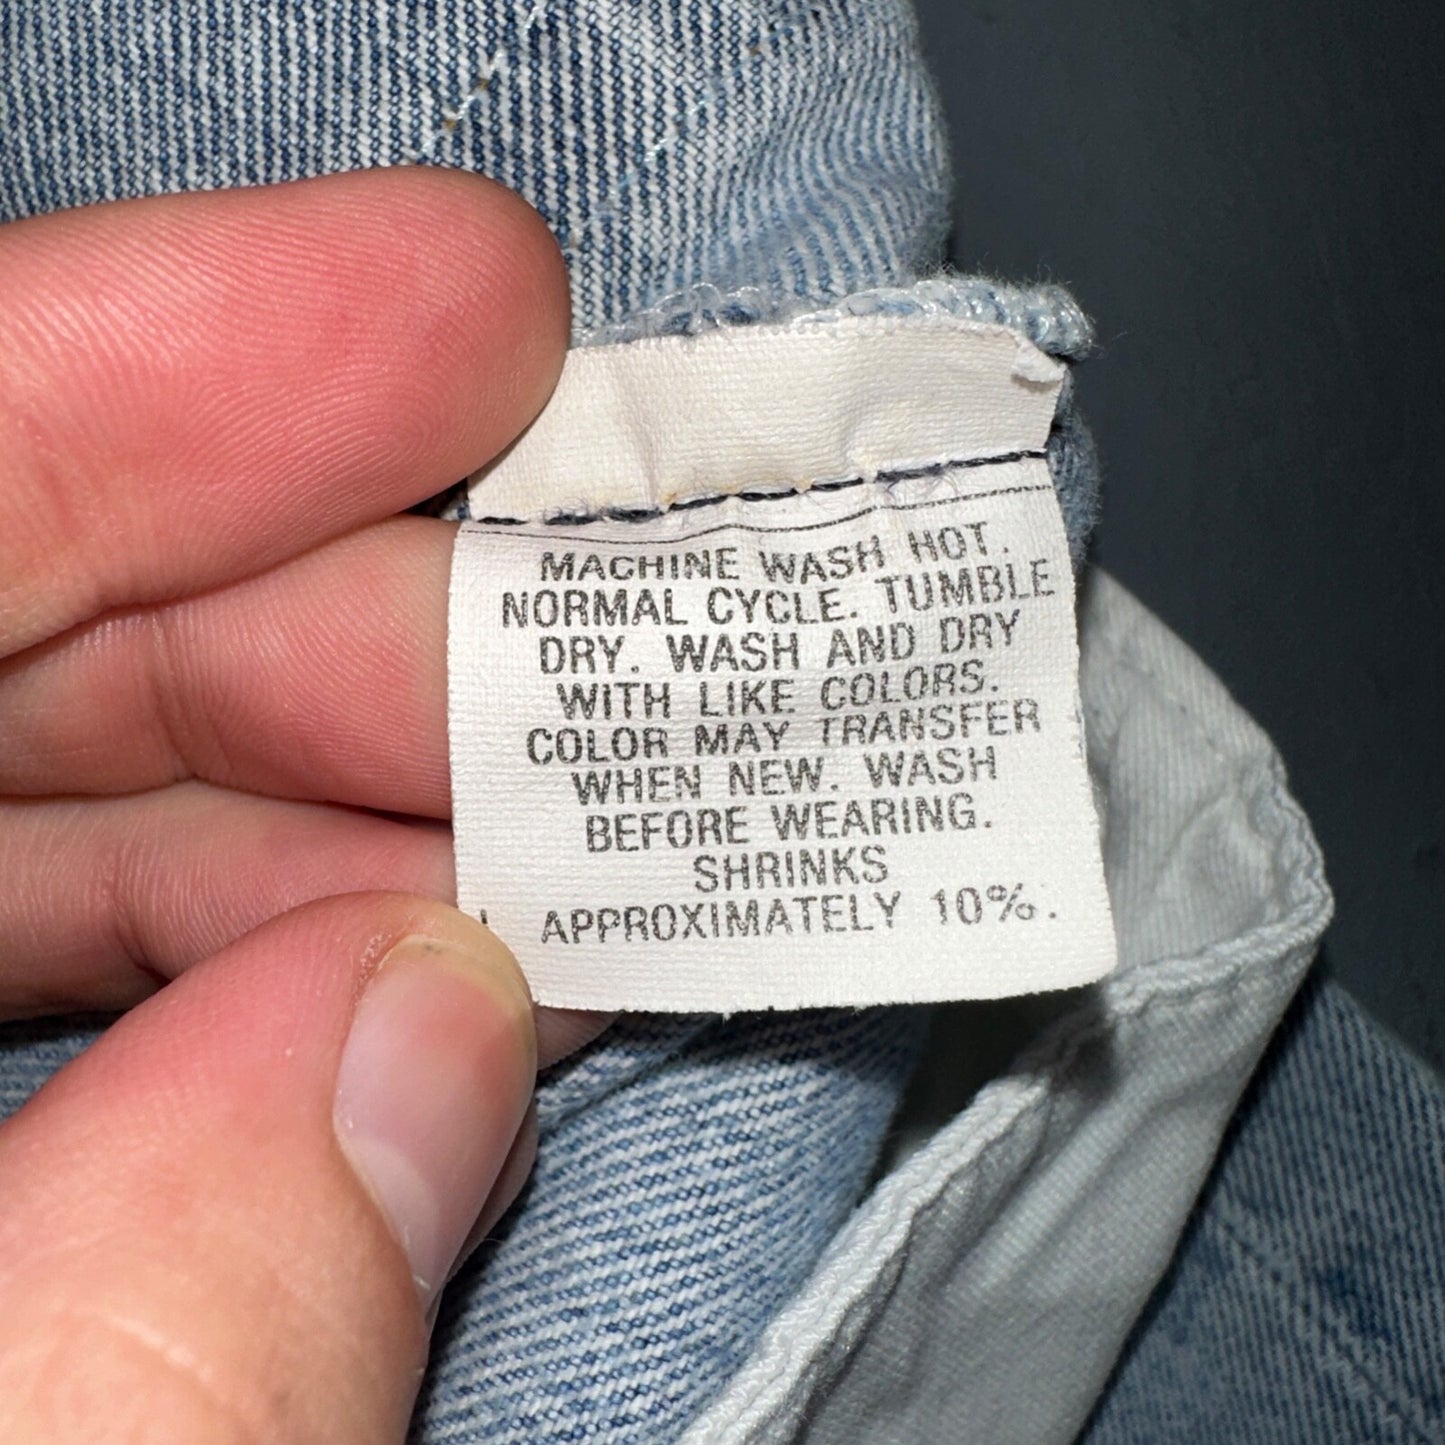 MACHINE WASH HOT.
NORMAL CYCLE. TUMBLE
DRY. WASH AND DRY
WITH LIKE COLORS.
COLOR MAY TRANSFER
WHEN NEW. WASH
BEFORE WEARING.
SHRINKS
APPROXIMATELY 10%.